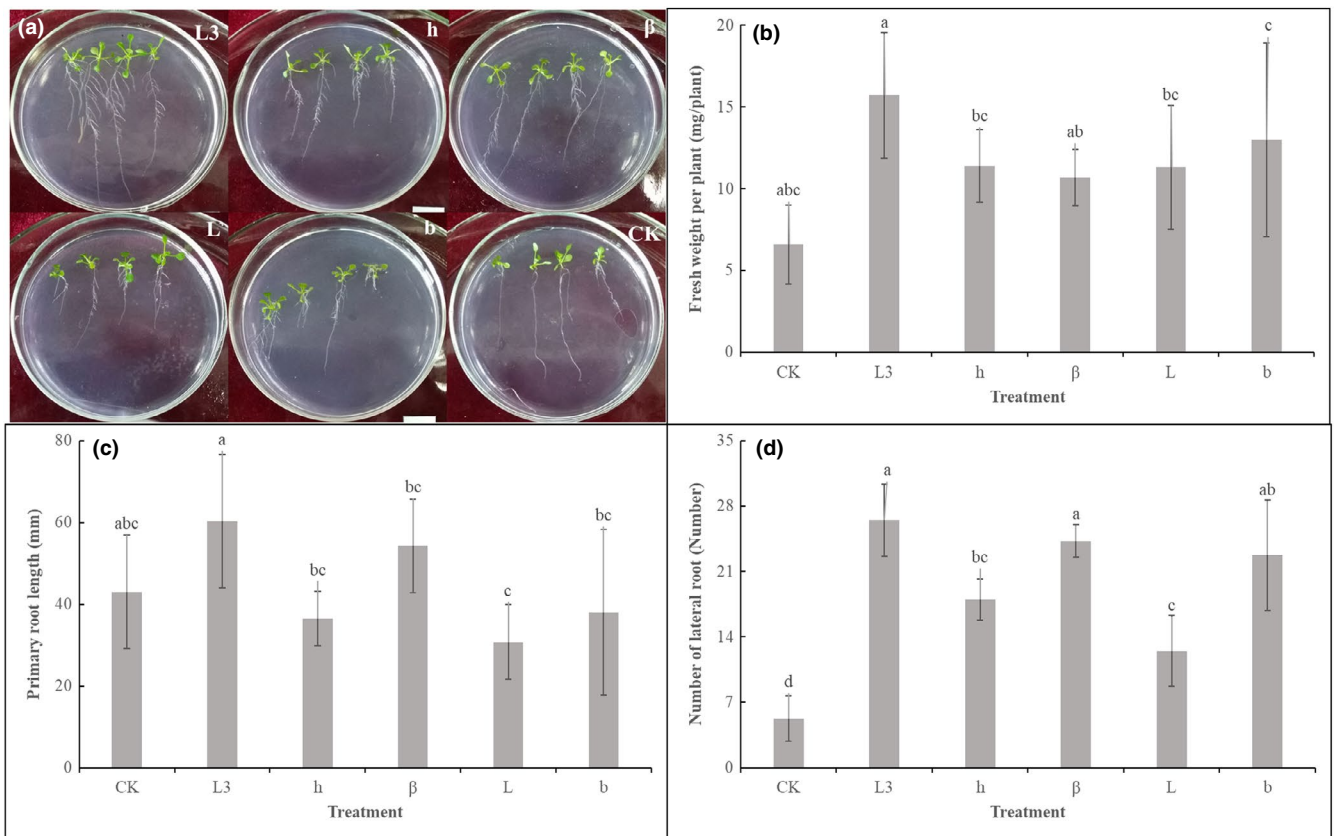 (a)
L3
h
β
L
b
CK
(b)
Fresh weight per plant (mg/plant)
20
15
10
5
0
abc
a
bc
ab
bc
c
CK
L3
h
β
L
b
Treatment
(c)
Primary root length (mm)
80
60
40
20
0
abc
a
bc
bc
c
bc
CK
L3
h
β
L
b
Treatment
(d)
Number of lateral root (Number)
35
28
21
14
7
0
d
a
bc
a
c
ab
CK
L3
h
β
L
b
Treatment